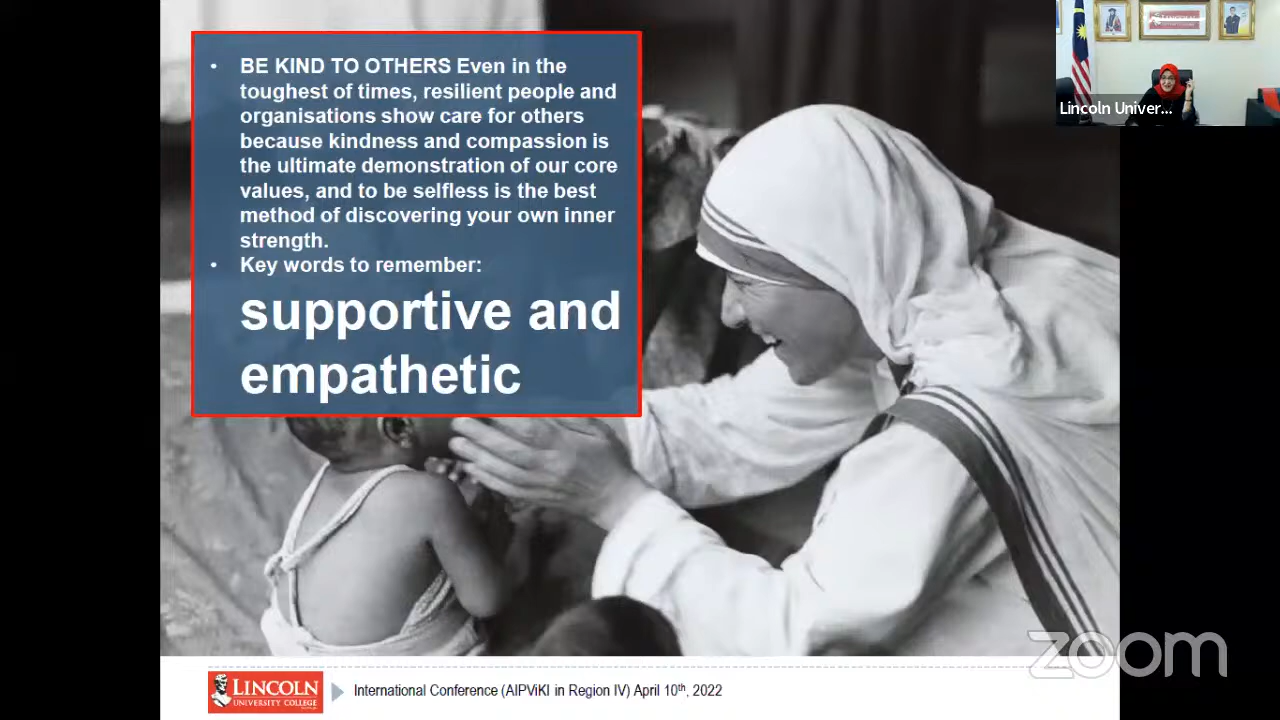 • BE KIND TO OTHERS Even in the
toughest of times, resilient people and
organisations show care for others
because kindness and compassion is
the ultimate demonstration of our core
values, and to be selfless is the best
method of discovering your own inner
strength.
• Key words to remember:
supportive and
empathetic
Lincoln Univer...
zoom
LINCOLN
UNIVERSITY COLLEGE
International Conference (AIPViKI in Region IV) April 10th, 2022